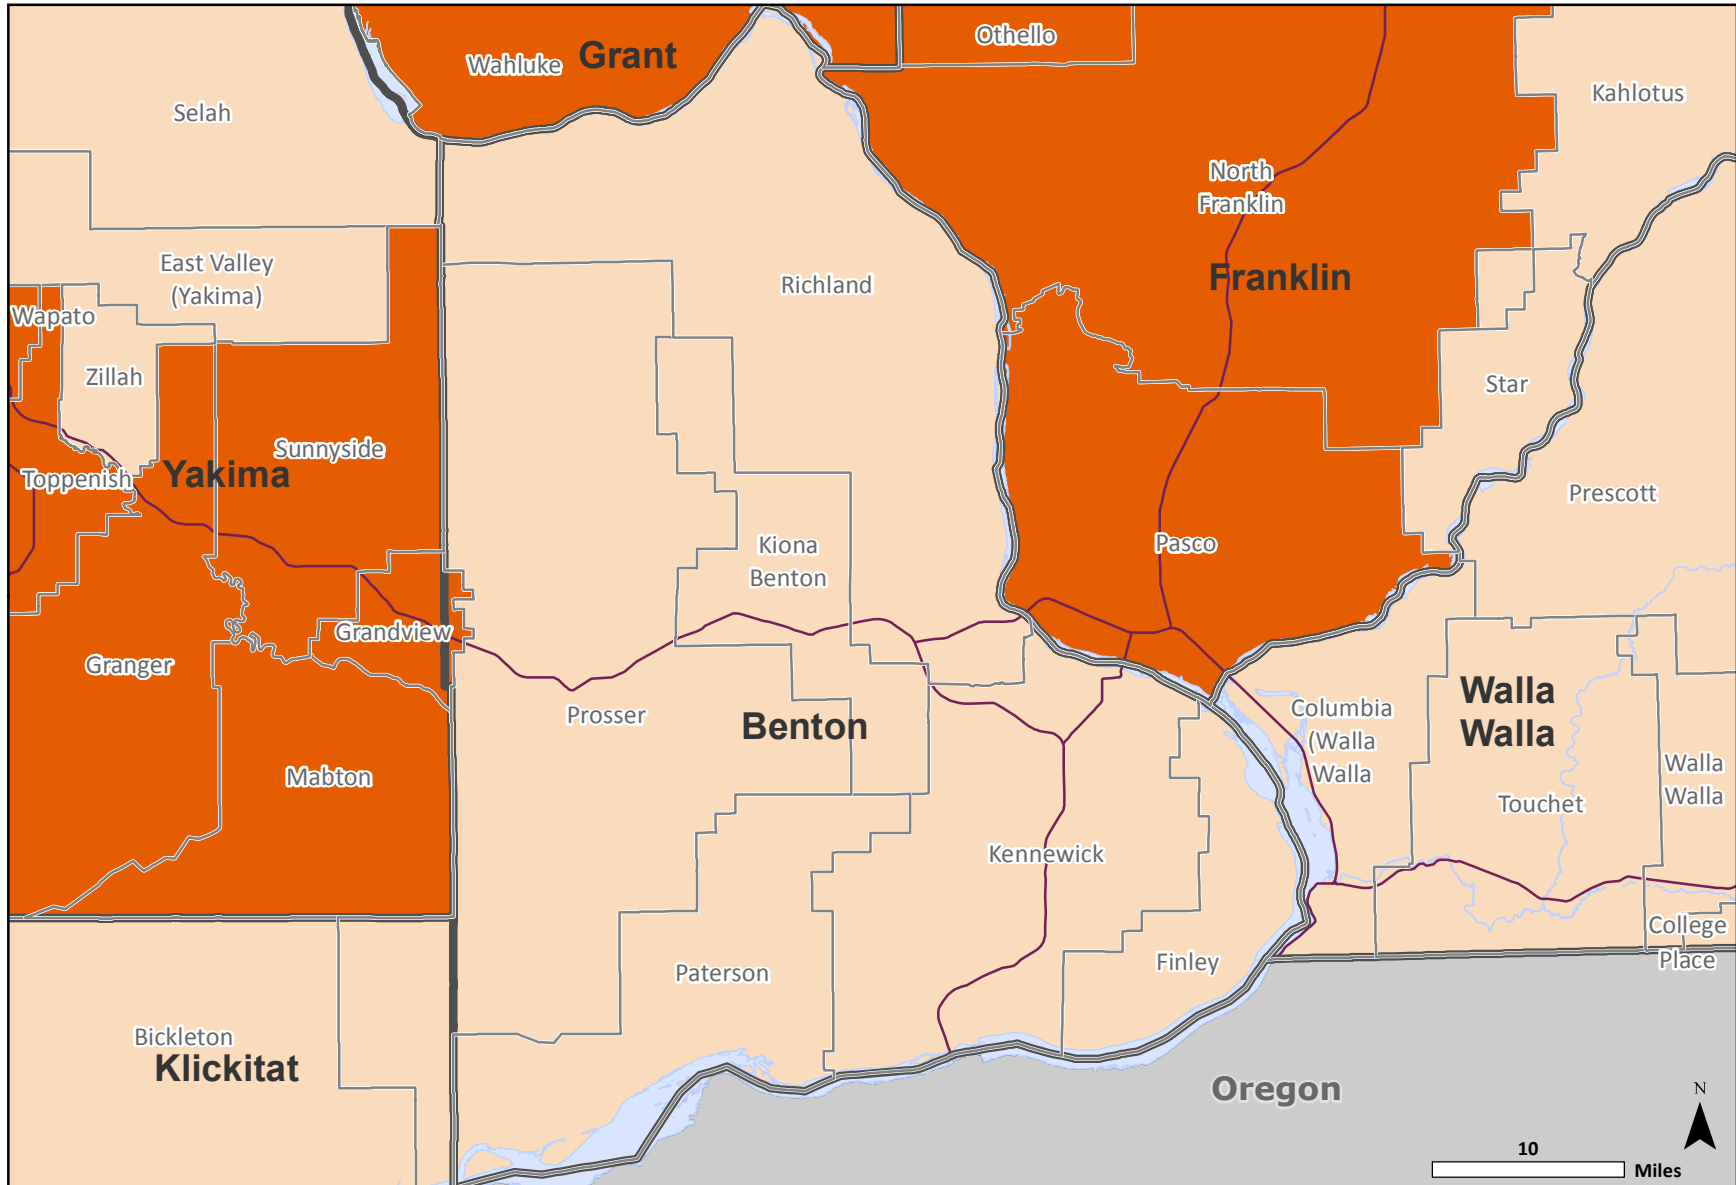 Othello
Grant
Wahluke
Kahlotus
Selah
North
Franklin
East Valley
(Yakima)
Franklin
Richland
Wapato
Zillah
Star
Sunnyside
Yakima
Toppenish
Prescott
Pasco
Kiona
Benton
Grandview
Granger
Walla
Walla
Columbia
(Walla
Walla
Prosser
Benton
Mabton
Walla
Walla
Touchet
Kennewick
College
Place
Finley
Paterson
Bickleton
Klickitat
Oregon
N
10
Miles